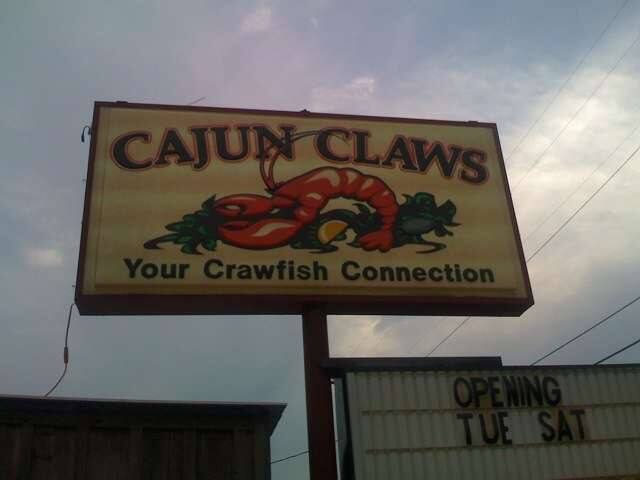 CAJUN CLAWS
Your Crawfish Connection
OPENING
TUE SAT